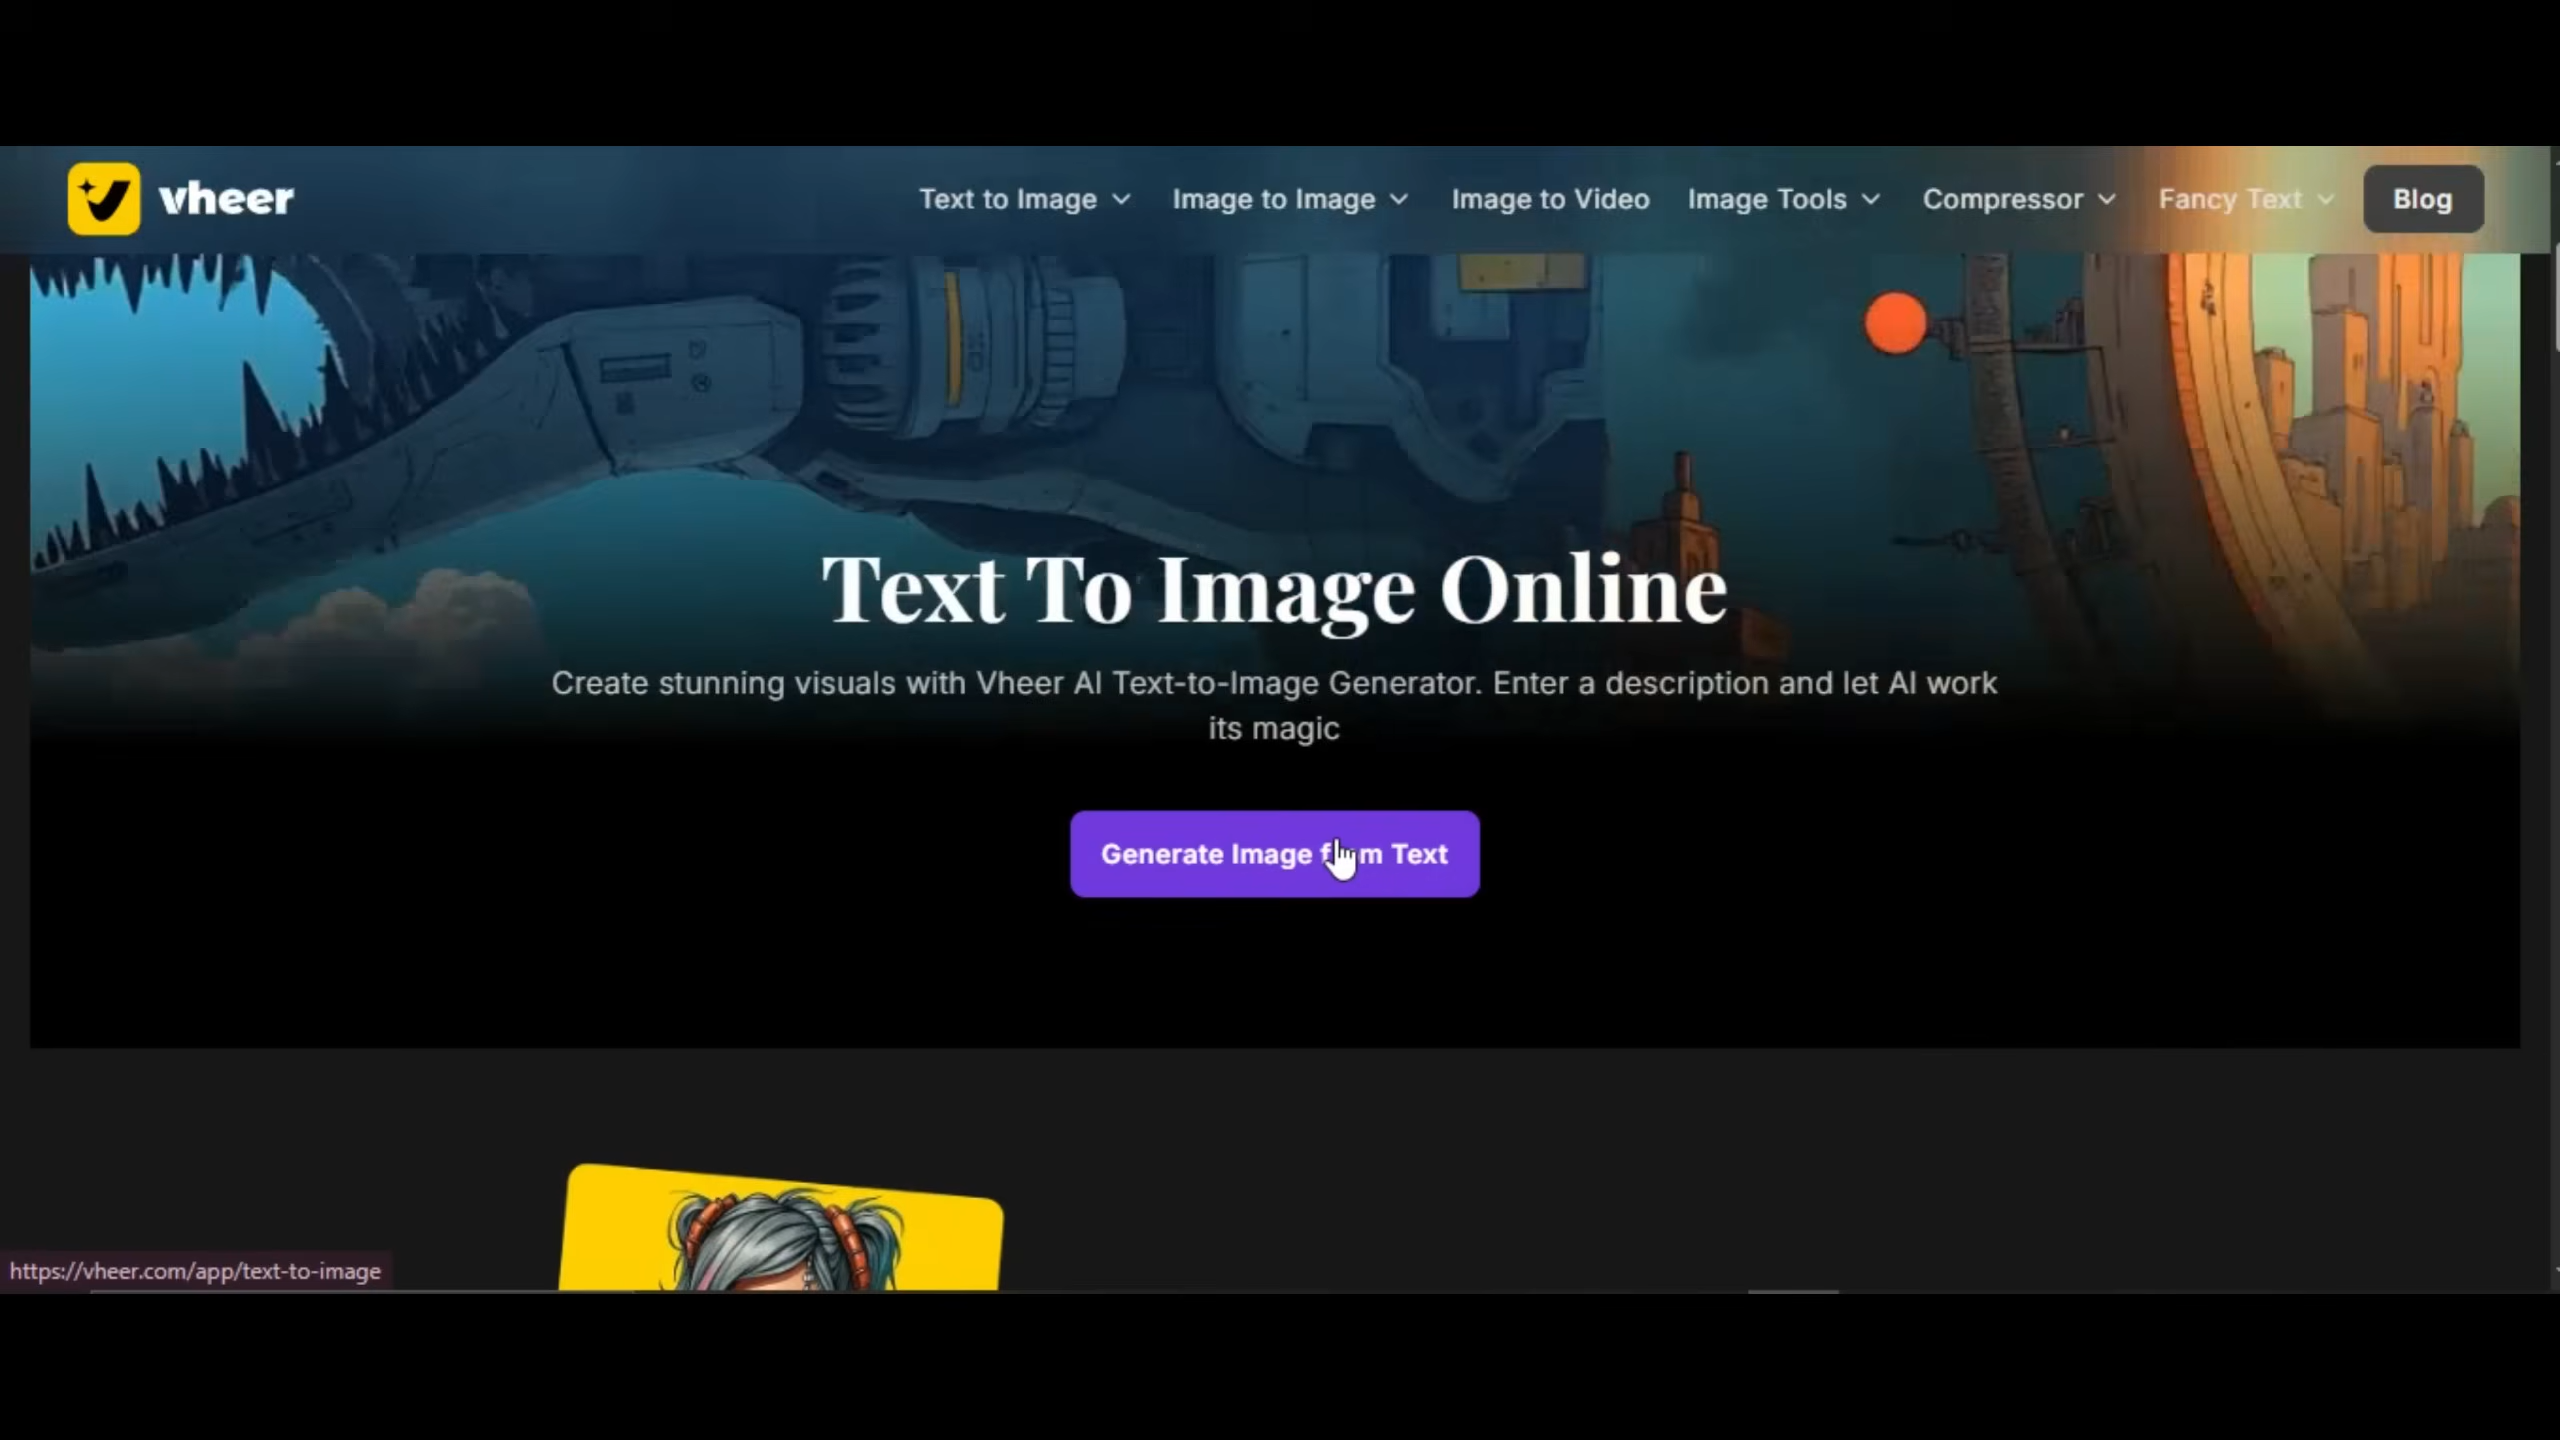 vheer
Text to Image
Image to Image
Image to Video
Image Tools
Compressor
Fancy Text
Blog
Text To Image Online
Create stunning visuals with Vheer AI Text-to-Image Generator. Enter a description and let AI work
its magic
Generate Image from Text
https://vheer.com/app/text-to-image